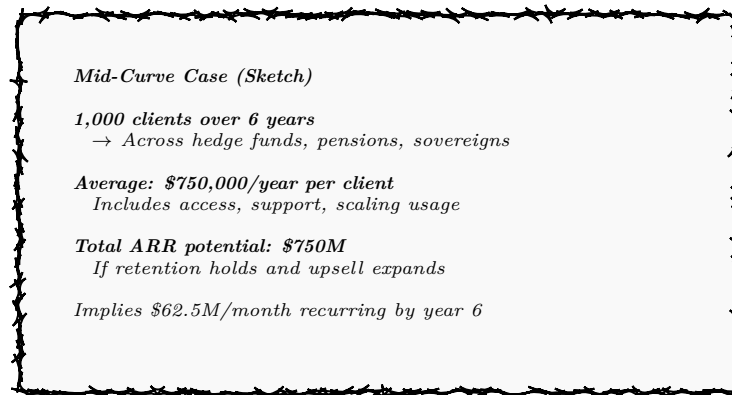 Mid-Curve Case (Sketch)
1,000 clients over 6 years
→ Across hedge funds, pensions, sovereigns
Average: $750,000/year per client
Includes access, support, scaling usage
Total ARR potential: $750M
If retention holds and upsell expands
Implies $62.5M/month recurring by year 6